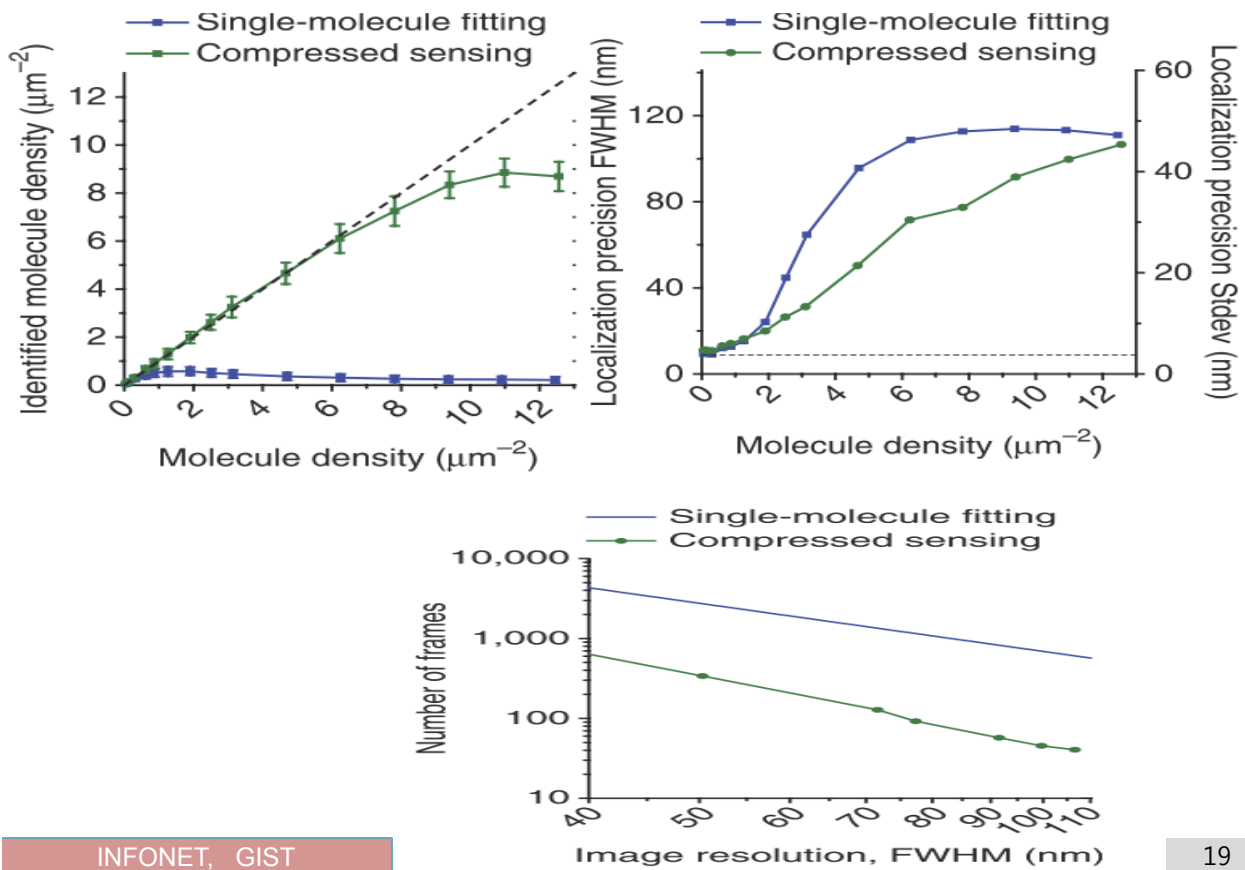 Single-molecule fitting
Compressed sensing
Identified molecule density (μm⁻²)
12
10
8
6
4
2
0
0 2 4 6 8 10 12
Molecule density (μm⁻²)
Single-molecule fitting
Compressed sensing
Localization precision FWHM (nm)
120
80
40
0
60
40
20
0
Localization precision Stdev (nm)
0 2 4 6 8 10 12
Molecule density (μm⁻²)
Single-molecule fitting
Compressed sensing
Number of frames
10,000
1,000
100
10
40 50 60 70 80 90 100 110
Image resolution, FWHM (nm)
INFONET, GIST
19